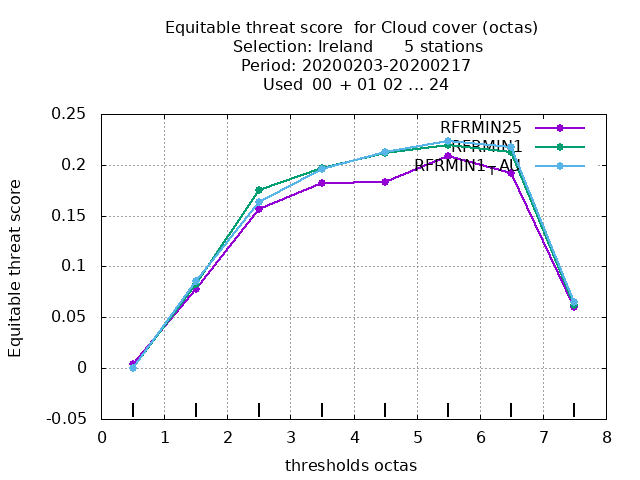 Equitable threat score  for Cloud cover (octas)
Selection: Ireland      5 stations
Period: 20200203-20200217
Used  00 + 01 02 ... 24
0.25
0.2
0.15
0.1
0.05
0
-0.05
Equitable threat score
RFRMIN25
RFRMIN1
RFRMIN1_AU
0 1 2 3 4 5 6 7 8
thresholds octas